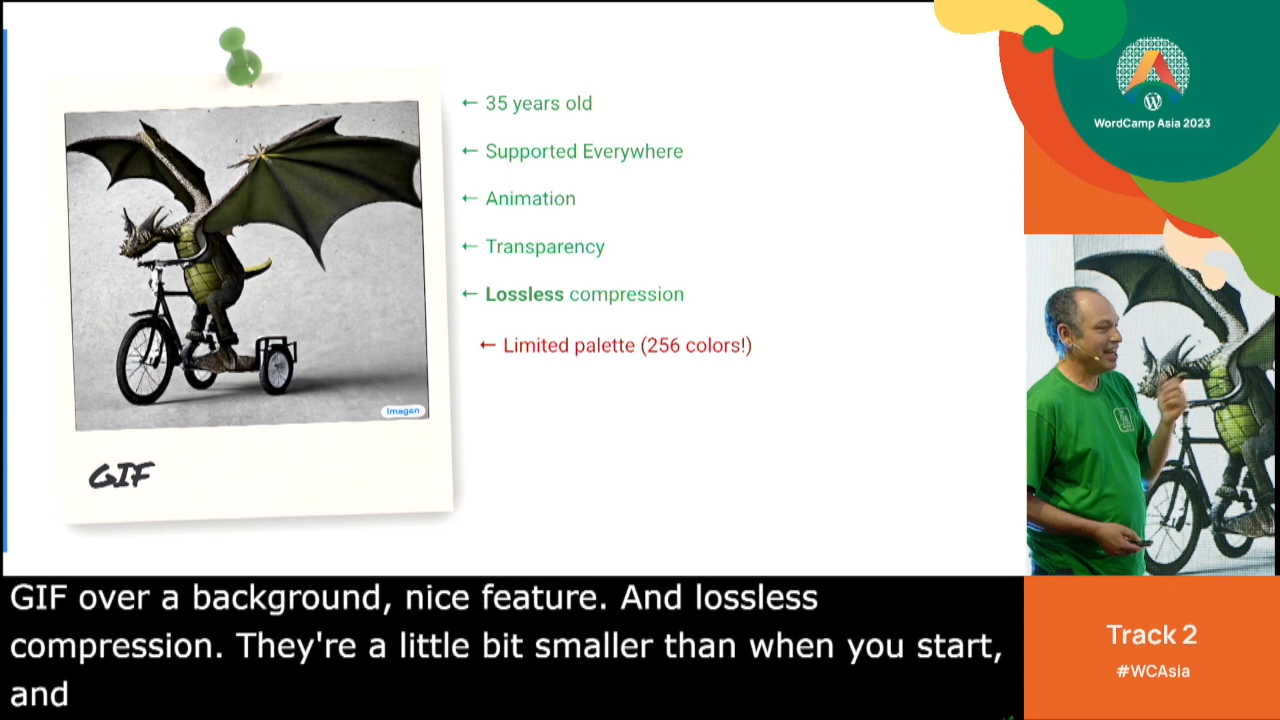 ← 35 years old
← Supported Everywhere
← Animation
← Transparency
← Lossless compression
← Limited palette (256 colors!)
Imagen
GIF
WordCamp Asia 2023
GIF over a background, nice feature. And lossless
compression. They're a little bit smaller than when you start,
and
Track 2
#WCAsia